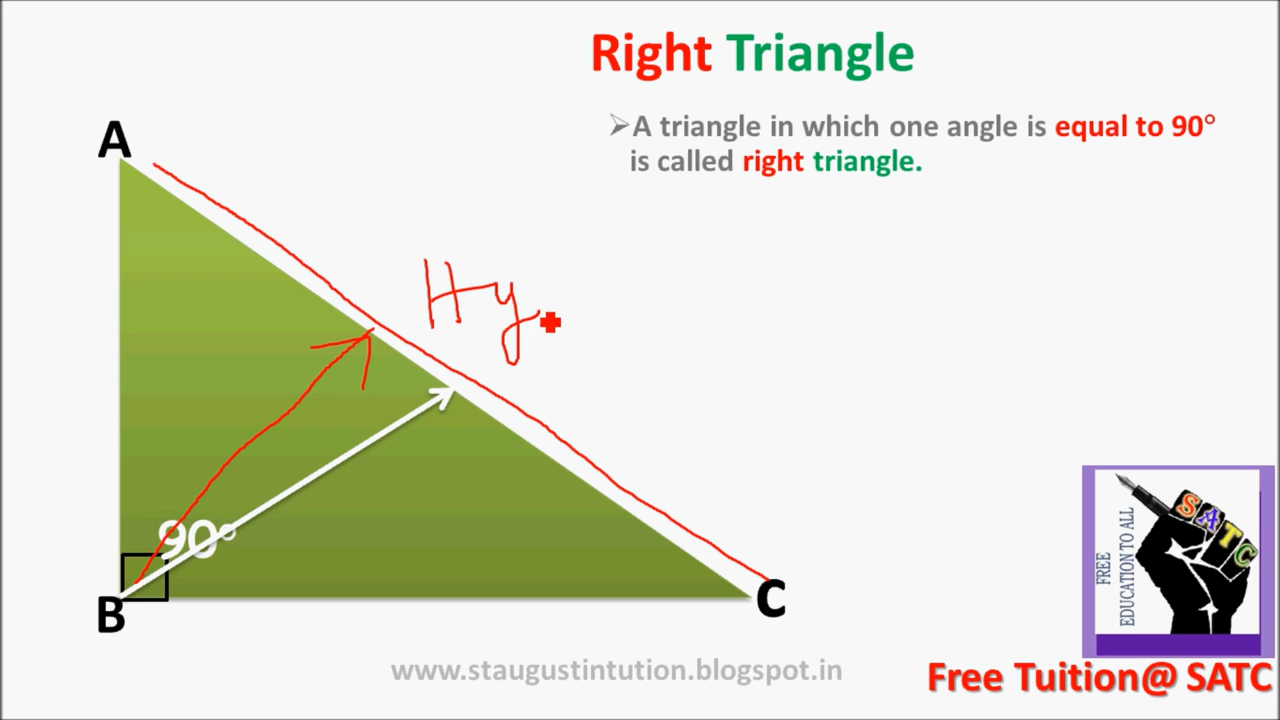 Right Triangle
➢A triangle in which one angle is equal to 90°
is called right triangle.
A
Hy
90°
B
C
SATC
FREE
EDUCATION TO ALL
www.staugustintution.blogspot.in
Free Tuition@ SATC